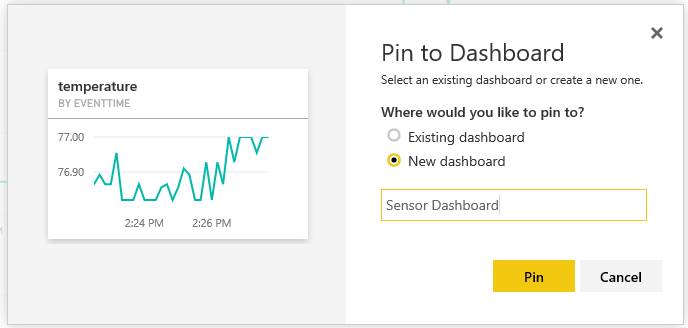 temperature
BY EVENTTIME
77.00
76.90
2:24 PM
2:26 PM
Pin to Dashboard
Select an existing dashboard or create a new one.
Where would you like to pin to?
Existing dashboard
New dashboard
Sensor Dashboard
Pin
Cancel